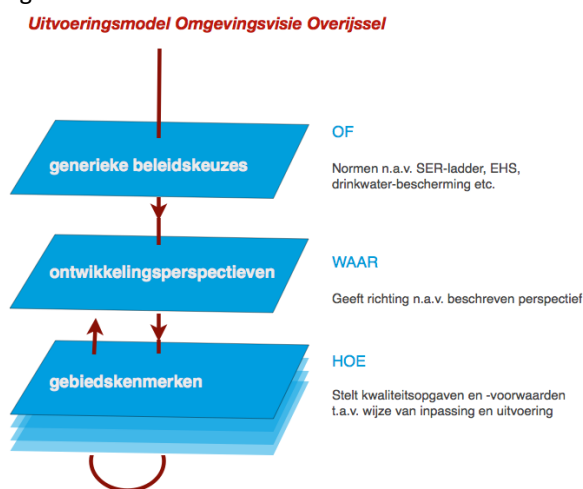 Uitvoeringsmodel Omgevingsvisie Overijssel
generieke beleidskeuzes
OF
Normen n.a.v. SER-ladder, EHS,
drinkwater-bescherming etc.
ontwikkelingsperspectieven
WAAR
Geeft richting n.a.v. beschreven perspectief
gebiedskenmerken
HOE
Stelt kwaliteitsopgaven en -voorwaarden
t.a.v. wijze van inpassing en uitvoering